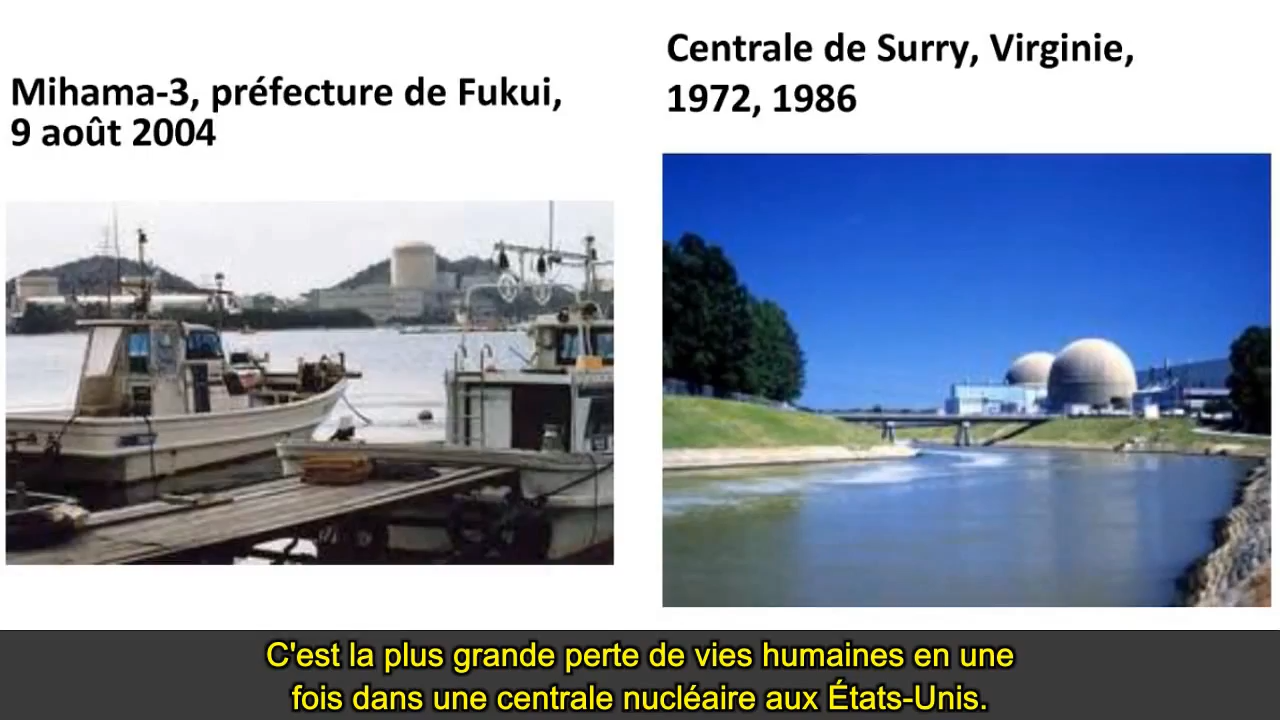 Mihama-3, préfecture de Fukui,
9 août 2004
Centrale de Surry, Virginie,
1972, 1986
C'est la plus grande perte de vies humaines en une
fois dans une centrale nucléaire aux États-Unis.